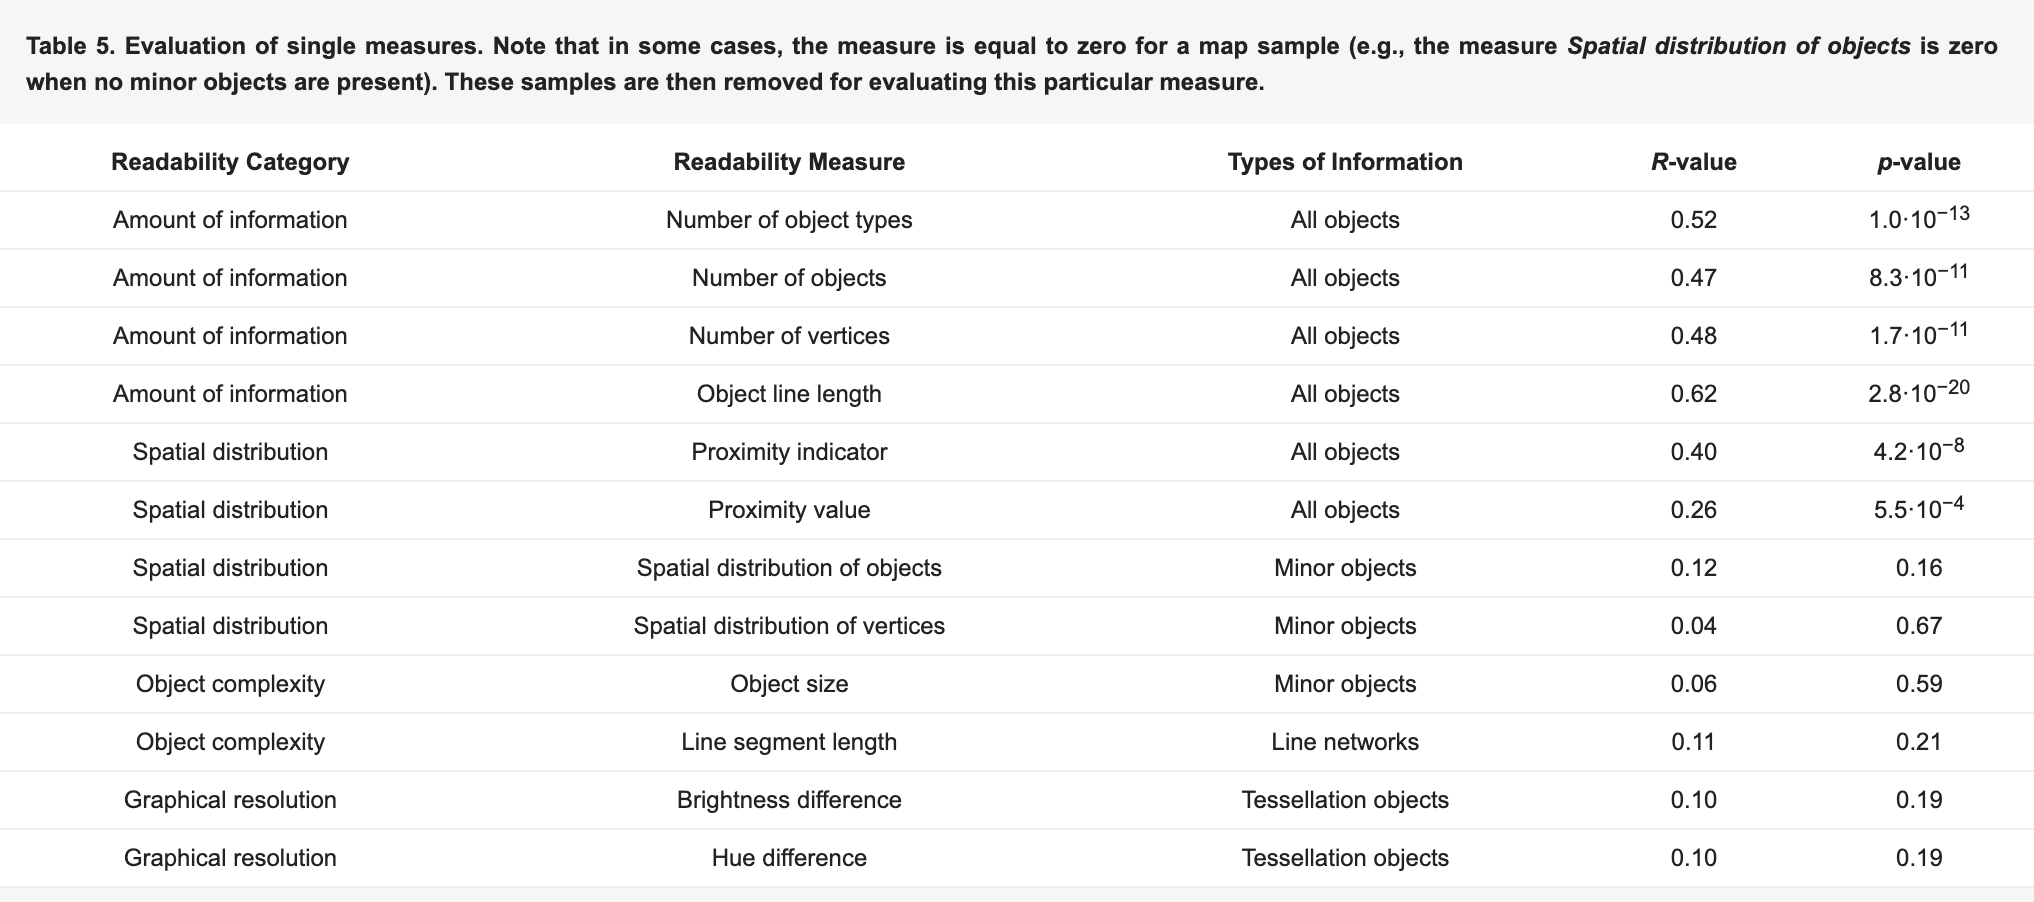 Table 5. Evaluation of single measures. Note that in some cases, the measure is equal to zero for a map sample (e.g., the measure Spatial distribution of objects is zero
when no minor objects are present). These samples are then removed for evaluating this particular measure.
Readability Category Readability Measure Types of Information R-value p-value
Amount of information Number of object types All objects 0.52 1.0·10−13
Amount of information Number of objects All objects 0.47 8.3·10−11
Amount of information Number of vertices All objects 0.48 1.7·10−11
Amount of information Object line length All objects 0.62 2.8·10−20
Spatial distribution Proximity indicator All objects 0.40 4.2·10−8
Spatial distribution Proximity value All objects 0.26 5.5·10−4
Spatial distribution Spatial distribution of objects Minor objects 0.12 0.16
Spatial distribution Spatial distribution of vertices Minor objects 0.04 0.67
Object complexity Object size Minor objects 0.06 0.59
Object complexity Line segment length Line networks 0.11 0.21
Graphical resolution Brightness difference Tessellation objects 0.10 0.19
Graphical resolution Hue difference Tessellation objects 0.10 0.19